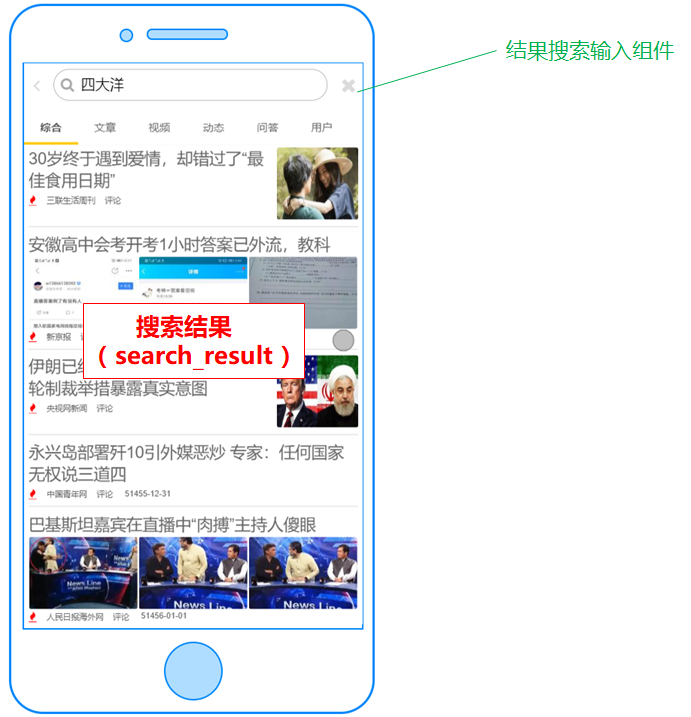 结果搜索输入组件
四大洋
综合 文章 视频 动态 问答 用户
30岁终于遇到爱情，却错过了“最
佳食用日期”
三联生活周刊 评论
安徽高中会考开考1小时答案已外流，教科
详情
新京报
搜索结果
（search_result）
伊朗已
轮制裁举措暴露真实意图
央视网新闻 评论
永兴岛部署歼10引外媒恶炒 专家：任何国家
无权说三道四
中国青年网 评论 51455-12-31
巴基斯坦嘉宾在直播中“肉搏”主持人傻眼
News Line
News Line
News Line
人民日报海外网 评论 51456-01-01